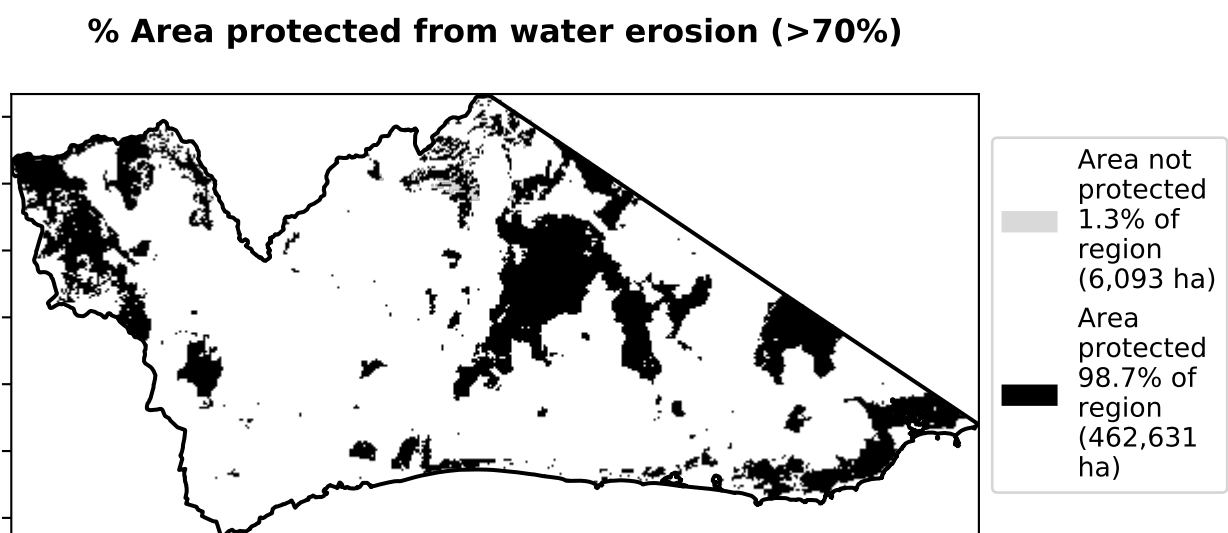 % Area protected from water erosion (>70%)
Area not
protected
1.3% of
region
(6,093 ha)
Area
protected
98.7% of
region
(462,631
ha)